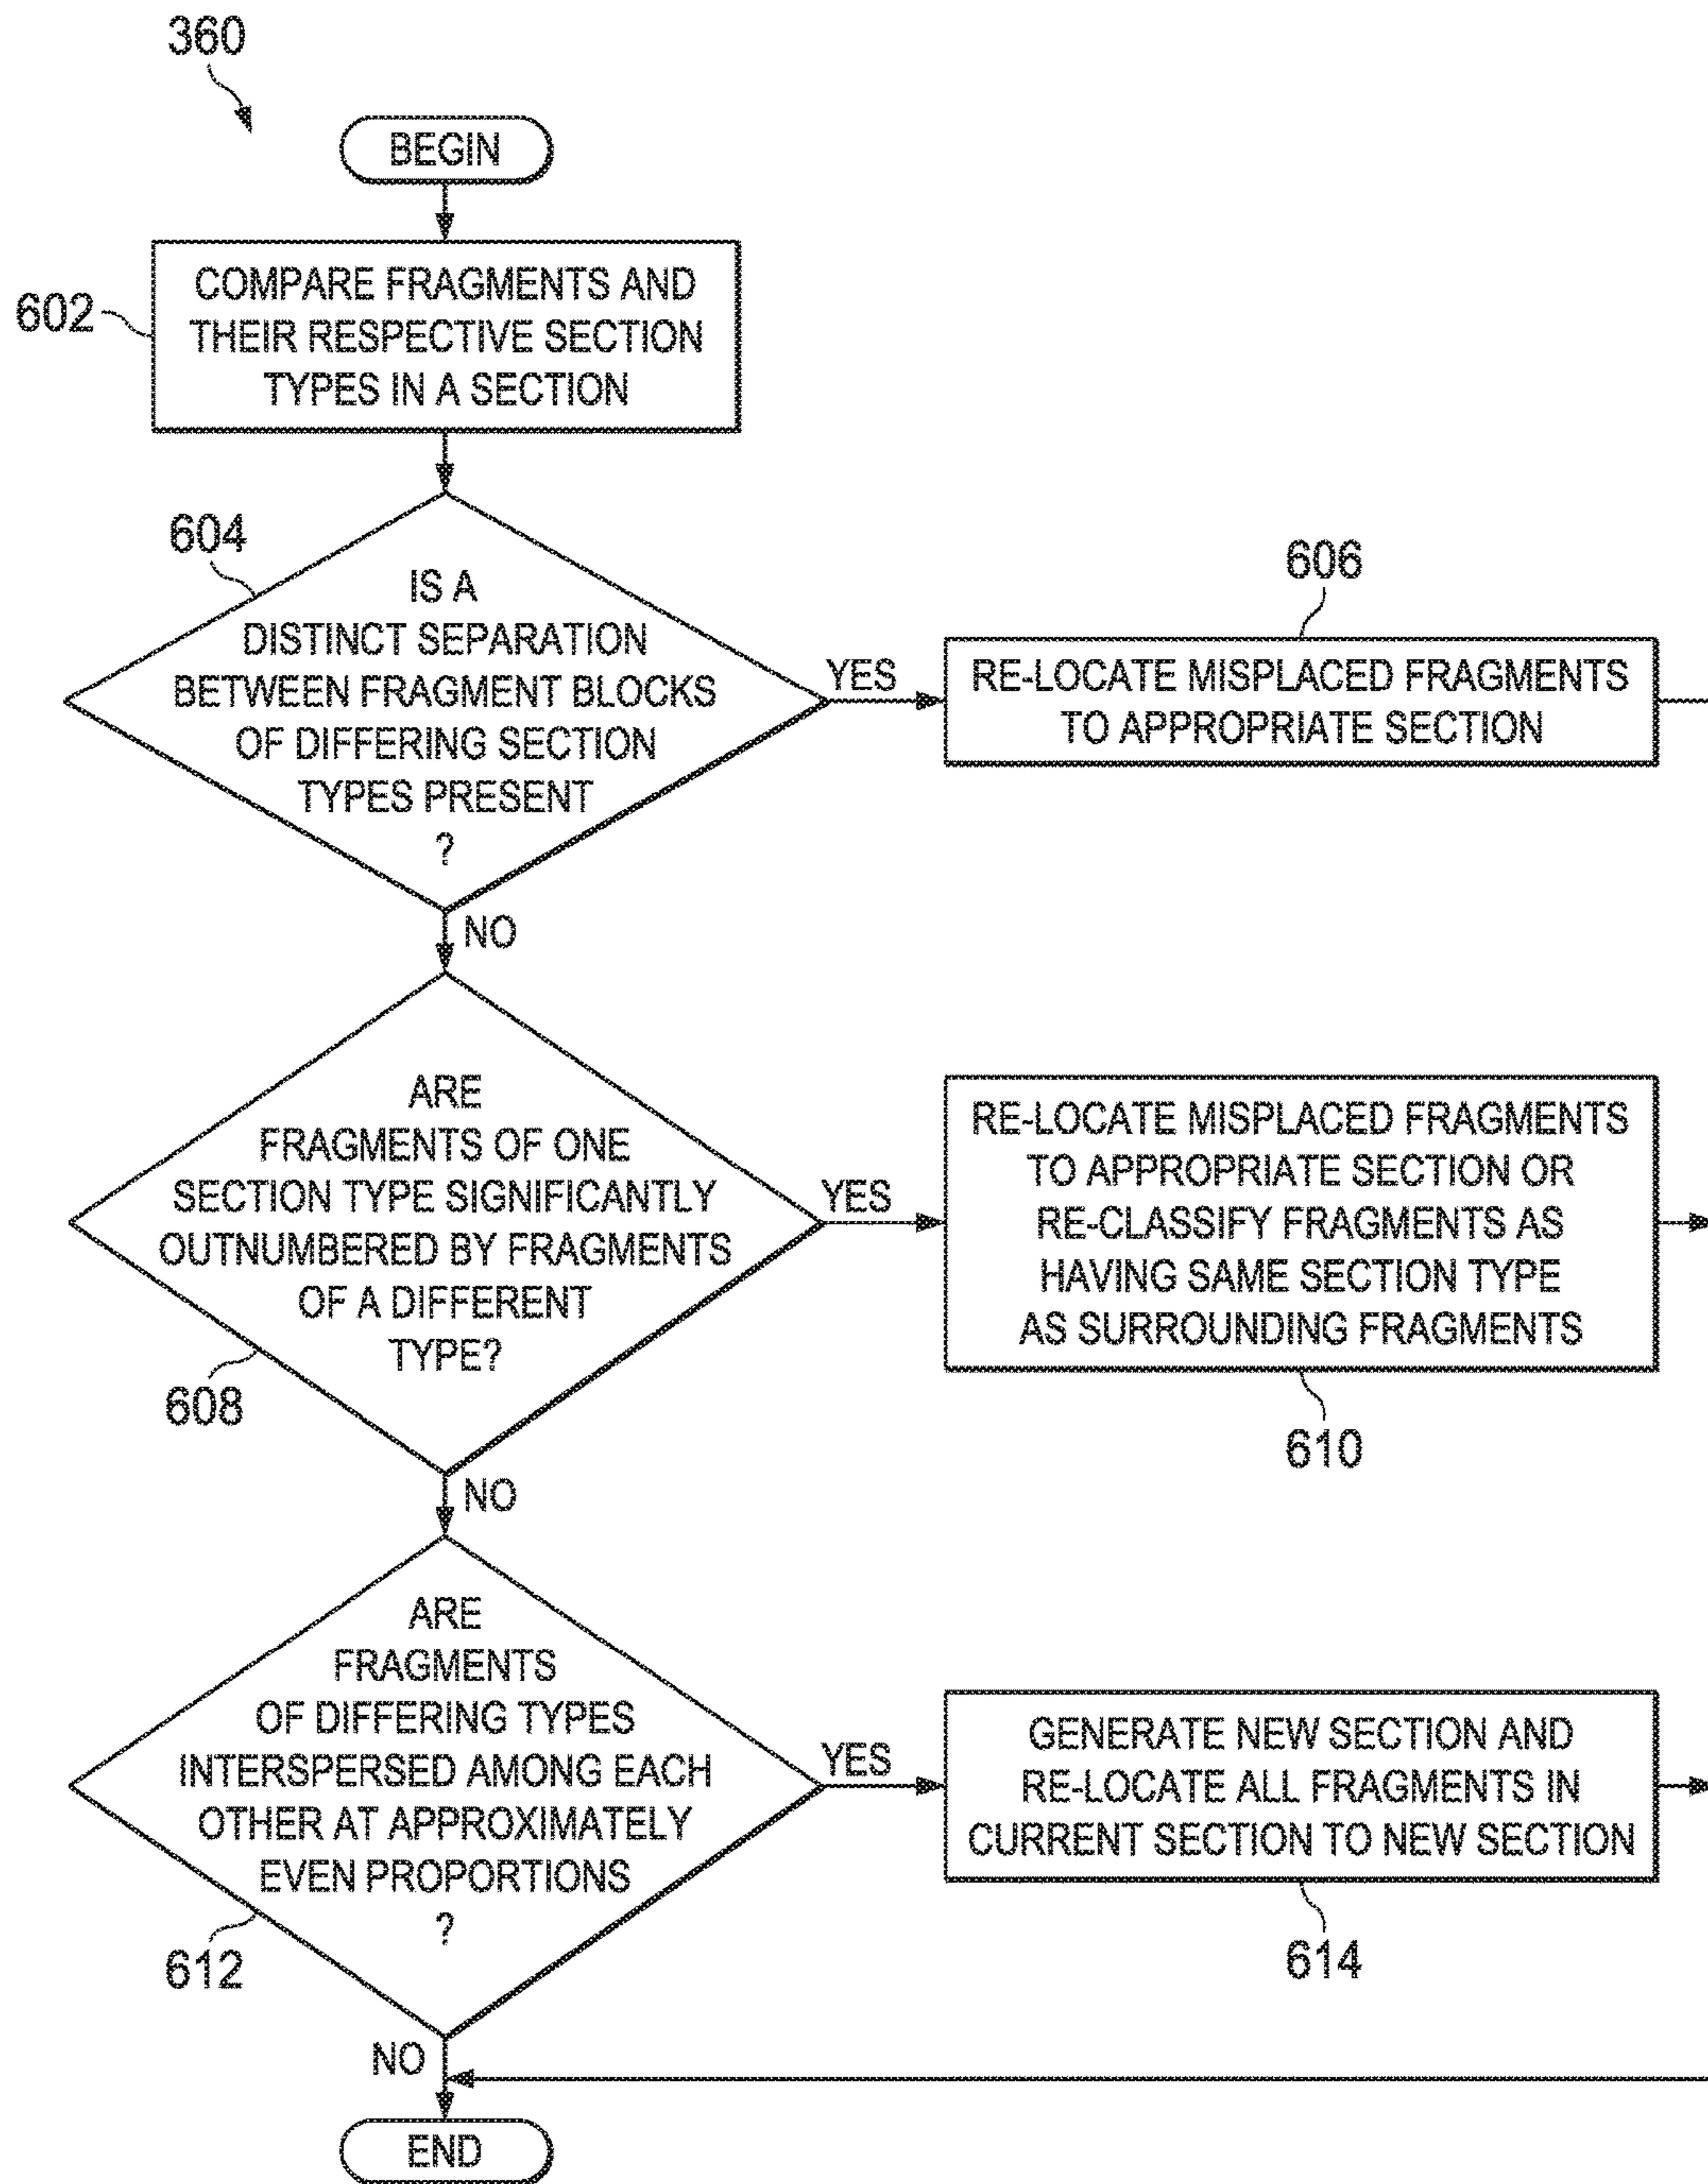 360
BEGIN
602
COMPARE FRAGMENTS AND
THEIR RESPECTIVE SECTION
TYPES IN A SECTION
604
IS A
DISTINCT SEPARATION
BETWEEN FRAGMENT BLOCKS
OF DIFFERING SECTION
TYPES PRESENT
?
YES
606
RE-LOCATE MISPLACED FRAGMENTS
TO APPROPRIATE SECTION
NO
ARE
FRAGMENTS OF ONE
SECTION TYPE SIGNIFICANTLY
OUTNUMBERED BY FRAGMENTS
OF A DIFFERENT
TYPE?
608
YES
RE-LOCATE MISPLACED FRAGMENTS
TO APPROPRIATE SECTION OR
RE-CLASSIFY FRAGMENTS AS
HAVING SAME SECTION TYPE
AS SURROUNDING FRAGMENTS
610
NO
ARE
FRAGMENTS
OF DIFFERING TYPES
INTERSPERSED AMONG EACH
OTHER AT APPROXIMATELY
EVEN PROPORTIONS
?
612
YES
GENERATE NEW SECTION AND
RE-LOCATE ALL FRAGMENTS IN
CURRENT SECTION TO NEW SECTION
614
NO
END